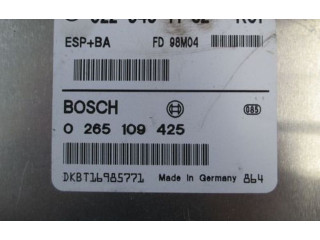 ESP+BA FD 98M04
BOSCH
0 265 109 425
DKBT16985771 Made in Germany 864